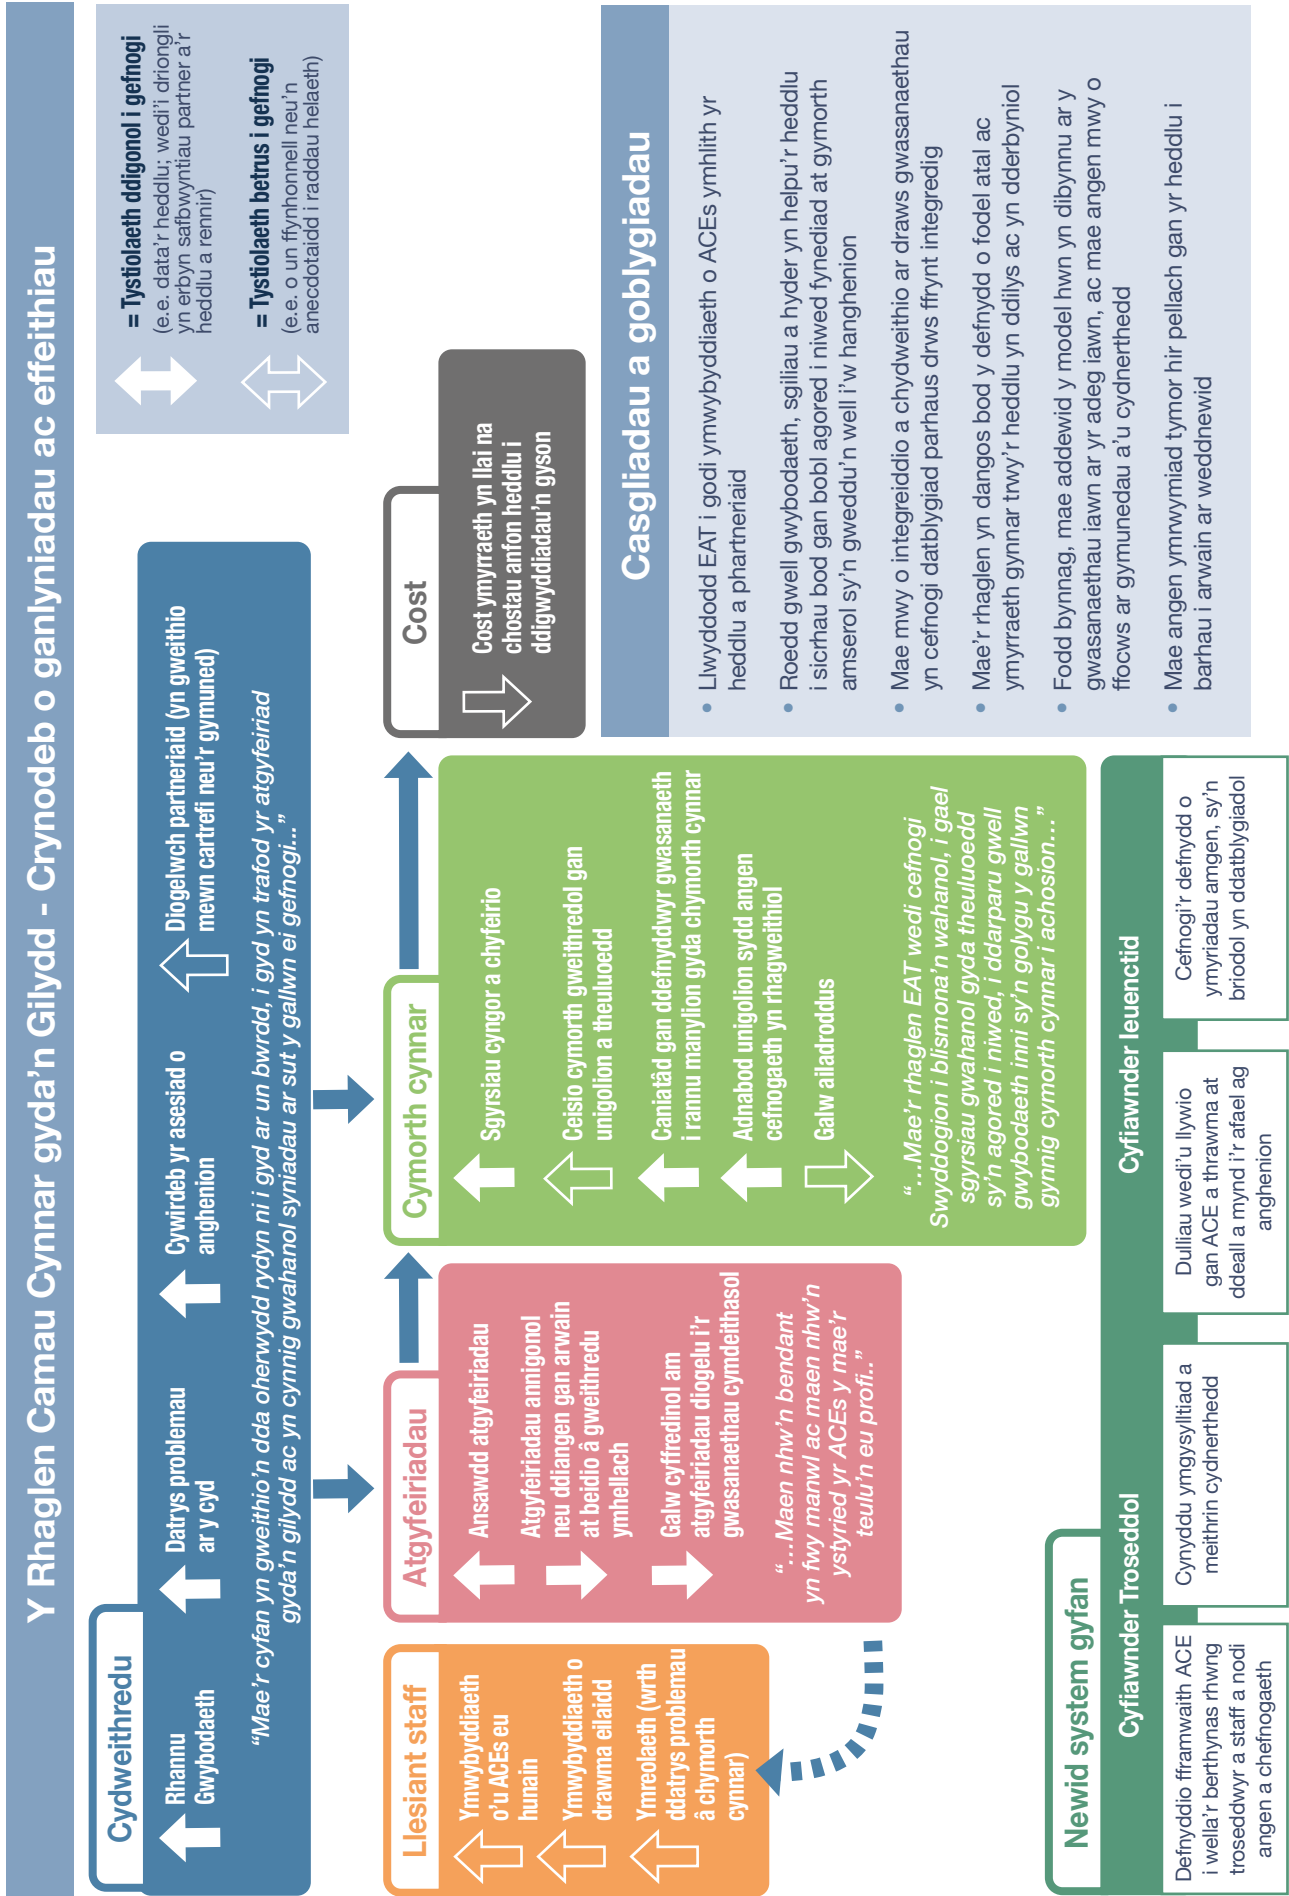 Y Rhaglen Camau Cynnar gyda’n Gilydd - Crynodeb o ganlyniadau ac effeithiau
= Tystiolaeth ddigonol i gefnogi
(e.e. data’r heddlu; wedi’i driongli
yn erbyn safbwyntiau partner a’r
heddlu a rennir)
= Tystiolaeth betrus i gefnogi
(e.e. o un ffynhonnell neu’n
anecdotaidd i raddau helaeth)
Cydweithredu
Rhannu
Gwybodaeth
Datrys problemau
ar y cyd
Cywirdeb yr asesiad o
anghenion
Diogelwch partneriaid (yn gweithio
mewn cartrefi neu’r gymuned)
“Mae’r cyfan yn gweithio’n dda oherwydd rydyn ni i gyd ar un bwrdd, i gyd yn trafod yr atgyfeiriad
gyda’n gilydd ac yn cynnig gwahanol syniadau ar sut y gallwn ei gefnogi...”
Llesiant staff
Ymwybyddiaeth
o’u ACEs eu
hunain
Ymwybyddiaeth o
drawma eilaidd
Ymreolaeth (wrth
ddatrys problemau
â chymorth
cynnar)
Atgyfeiriadau
Ansawdd atgyfeiriadau
Atgyfeiriadau annigonol
neu ddiangen gan arwain
at beidio â gweithredu
ymhellach
Galw cyffredinol am
atgyfeiriadau diogelu i’r
gwasanaethau cymdeithasol
“...Maen nhw’n bendant
yn fwy manwl ac maen nhw’n
ystyried yr ACEs y mae’r
teulu’n eu profi..”
Cymorth cynnar
Sgyrsiau cyngor a chyfeirio
Ceisio cymorth gweithredol gan
unigolion a theuluoedd
Caniatâd gan ddefnyddwyr gwasanaeth
i rannu manylion gyda chymorth cynnar
Adnabod unigolion sydd angen
cefnogaeth yn rhagweithiol
Galw ailadroddus
“...Mae’r rhaglen EAT wedi cefnogi
Swyddogion i blismona’n wahanol, i gael
sgyrsiau gwahanol gyda theuluoedd
sy’n agored i niwed, i ddarparu gwell
gwybodaeth inni sy’n golygu y gallwn
gynnig cymorth cynnar i achosion...”
Cost
Cost ymyrraeth yn llai na
chostau anfon heddlu i
ddigwyddiadau’n gyson
Casgliadau a goblygiadau
• Llwyddodd EAT i godi ymwybyddiaeth o ACEs ymhlith yr
heddlu a phartneriaid
• Roedd gwell gwybodaeth, sgiliau a hyder yn helpu’r heddlu
i sicrhau bod gan bobl agored i niwed fynediad at gymorth
amserol sy’n gweddu’n well i’w hanghenion
• Mae mwy o integreiddio a chydweithio ar draws gwasanaethau
yn cefnogi datblygiad parhaus drws ffrynt integredig
• Mae’r rhaglen yn dangos bod y defnydd o fodel atal ac
ymyrraeth gynnar trwy’r heddlu yn ddilys ac yn dderbyniol
• Fodd bynnag, mae addewid y model hwn yn dibynnu ar y
gwasanaethau iawn ar yr adeg iawn, ac mae angen mwy o
ffocws ar gymunedau a’u cydnerthedd
• Mae angen ymrwymiad tymor hir pellach gan yr heddlu i
barhau i arwain ar weddnewid
Newid system gyfan
Cyfiawnder Troseddol
Cyfiawnder Ieuenctid
Defnyddio fframwaith ACE
i wella’r berthynas rhwng
troseddwyr a staff a nodi
angen a chefnogaeth
Cynyddu ymgysylltiad a
meithrin cydnerthedd
Dulliau wedi’u llywio
gan ACE a thrawma at
ddeall a mynd i’r afael ag
anghenion
Cefnogi’r defnydd o
ymyriadau amgen, sy’n
briodol yn ddatblygiadol